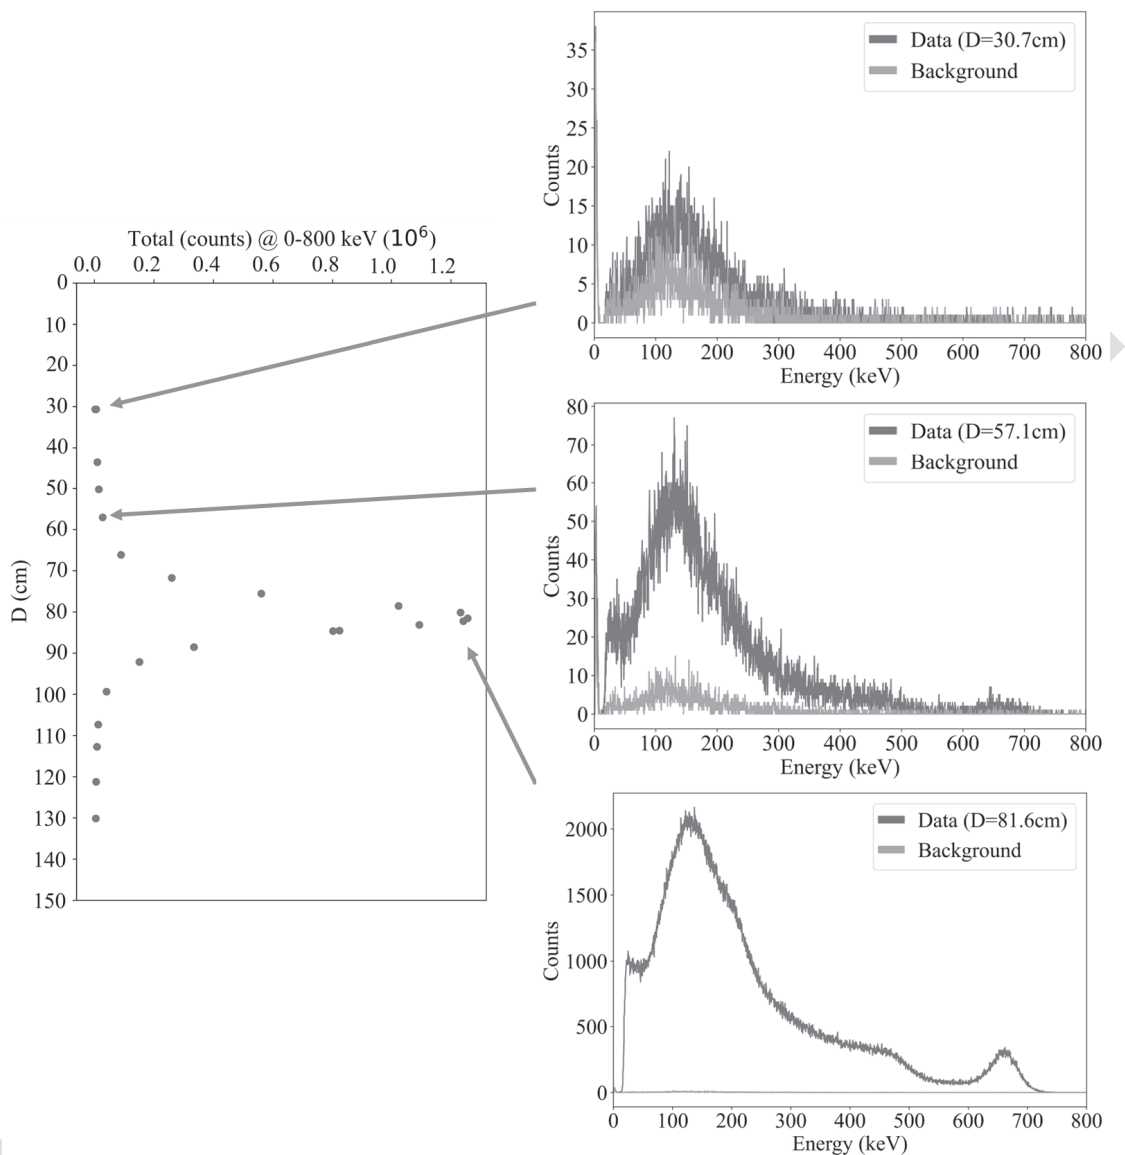 Total (counts) @ 0-800 keV (10⁶)
0.0 0.2 0.4 0.6 0.8 1.0 1.2
0
10
20
30
40
50
60
70
80
90
100
110
120
130
140
150
D (cm)
Data (D=30.7cm)
Background
35
30
25
20
15
10
5
0
Counts
0 100 200 300 400 500 600 700 800
Energy (keV)
Data (D=57.1cm)
Background
80
70
60
50
40
30
20
10
0
Counts
0 100 200 300 400 500 600 700 800
Energy (keV)
Data (D=81.6cm)
Background
2000
1500
1000
500
0
Counts
0 100 200 300 400 500 600 700 800
Energy (keV)